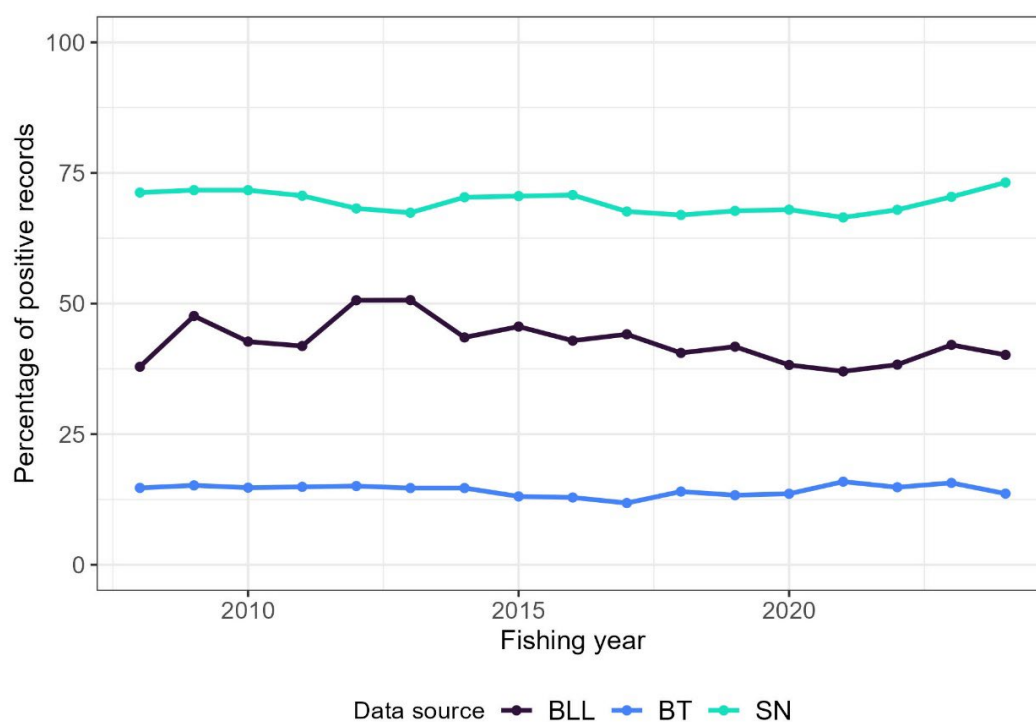 Percentage of positive records
100
75
50
25
0
2010 2015 2020
Fishing year
Data source BLL BT SN